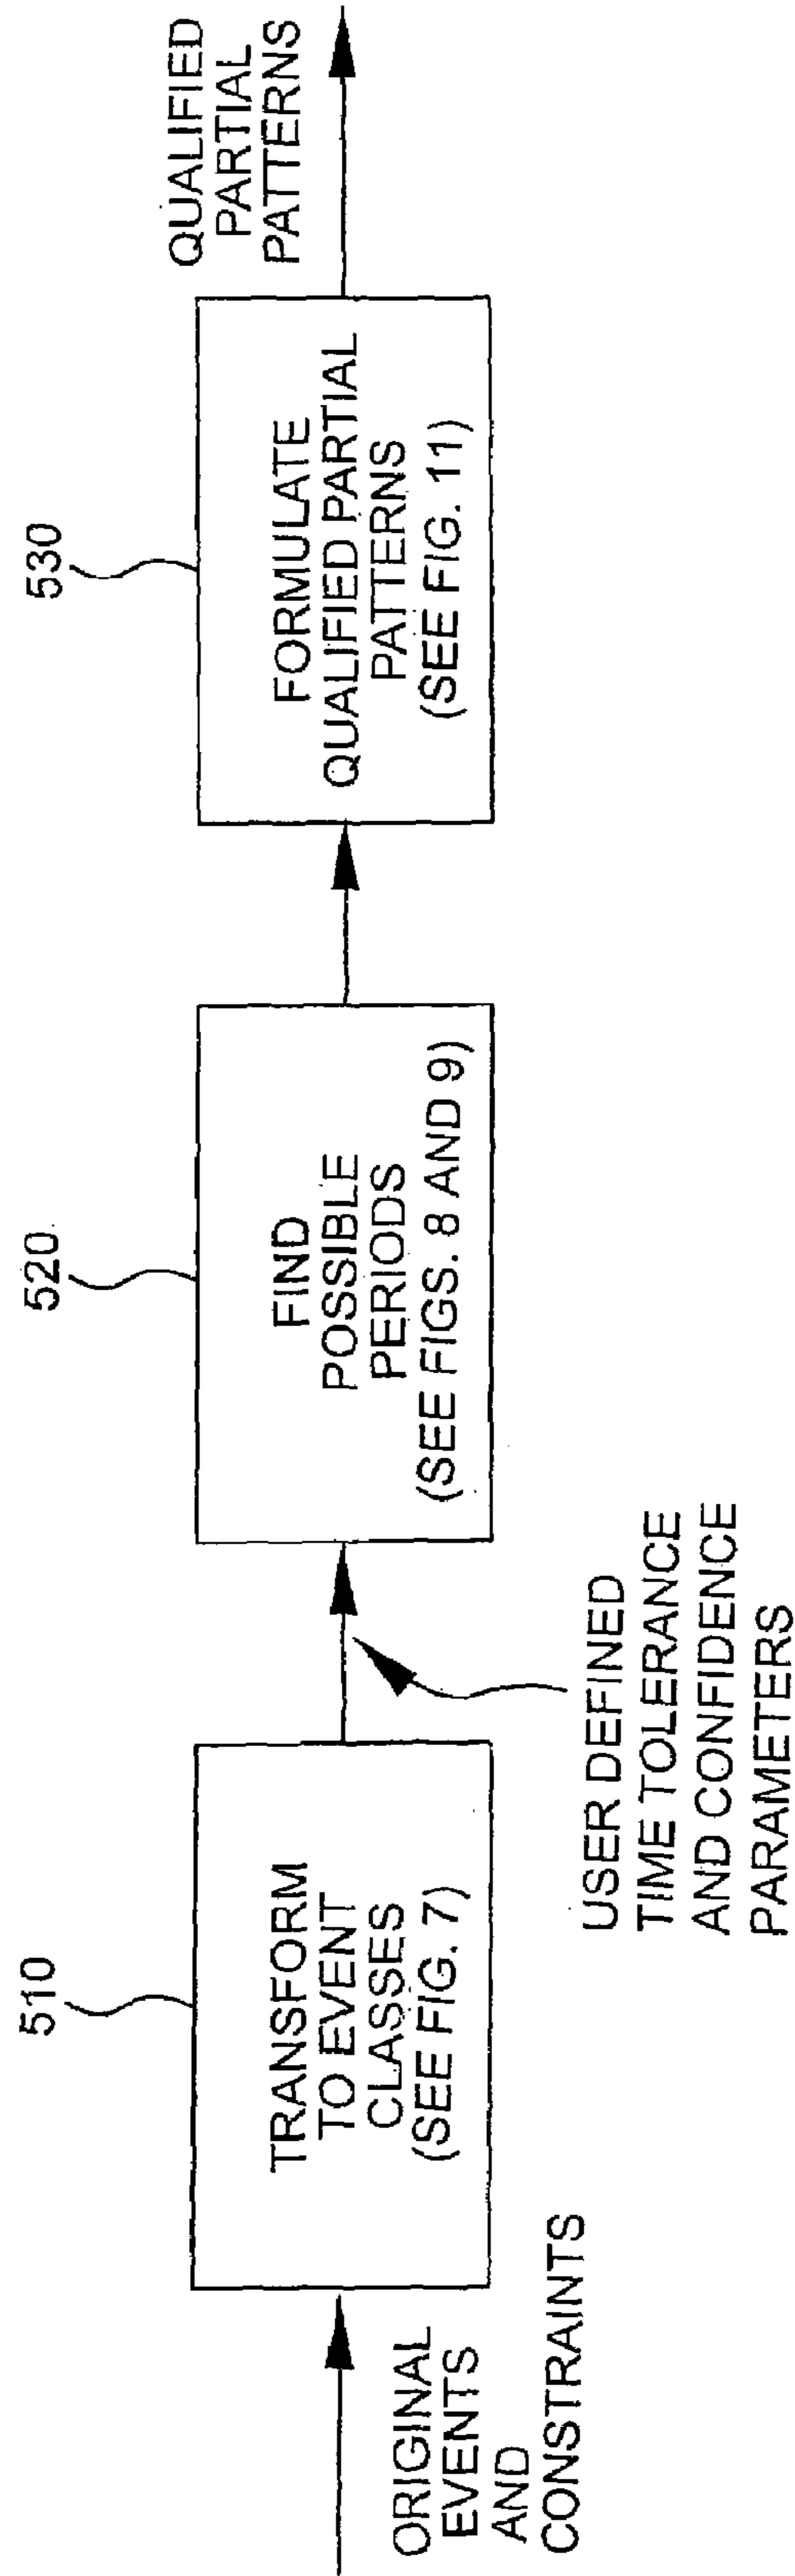 ORIGINAL
EVENTS
AND
CONSTRAINTS
510
TRANSFORM
TO EVENT
CLASSES
(SEE FIG. 7)
USER DEFINED
TIME TOLERANCE
AND CONFIDENCE
PARAMETERS
520
FIND
POSSIBLE
PERIODS
(SEE FIGS. 8 AND 9)
530
FORMULATE
QUALIFIED PARTIAL
PATTERNS
(SEE FIG. 11)
QUALIFIED
PARTIAL
PATTERNS